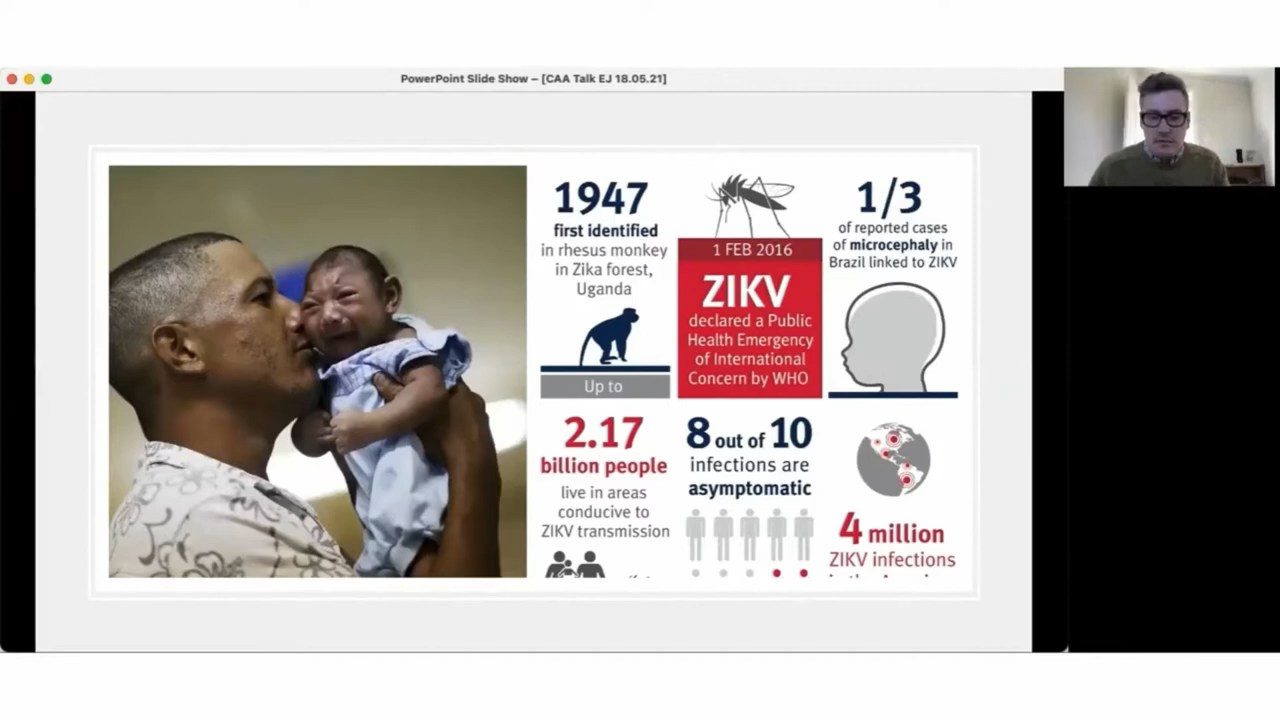 PowerPoint Slide Show – [CAA Talk EJ 18.05.21]
1947
first identified
in rhesus monkey
in Zika forest,
Uganda
Up to
2.17
billion people
live in areas
conducive to
ZIKV transmission
1 FEB 2016
ZIKV
declared a Public
Health Emergency
of International
Concern by WHO
8 out of 10
infections are
asymptomatic
1/3
of reported cases
of microcephaly in
Brazil linked to ZIKV
4 million
ZIKV infections